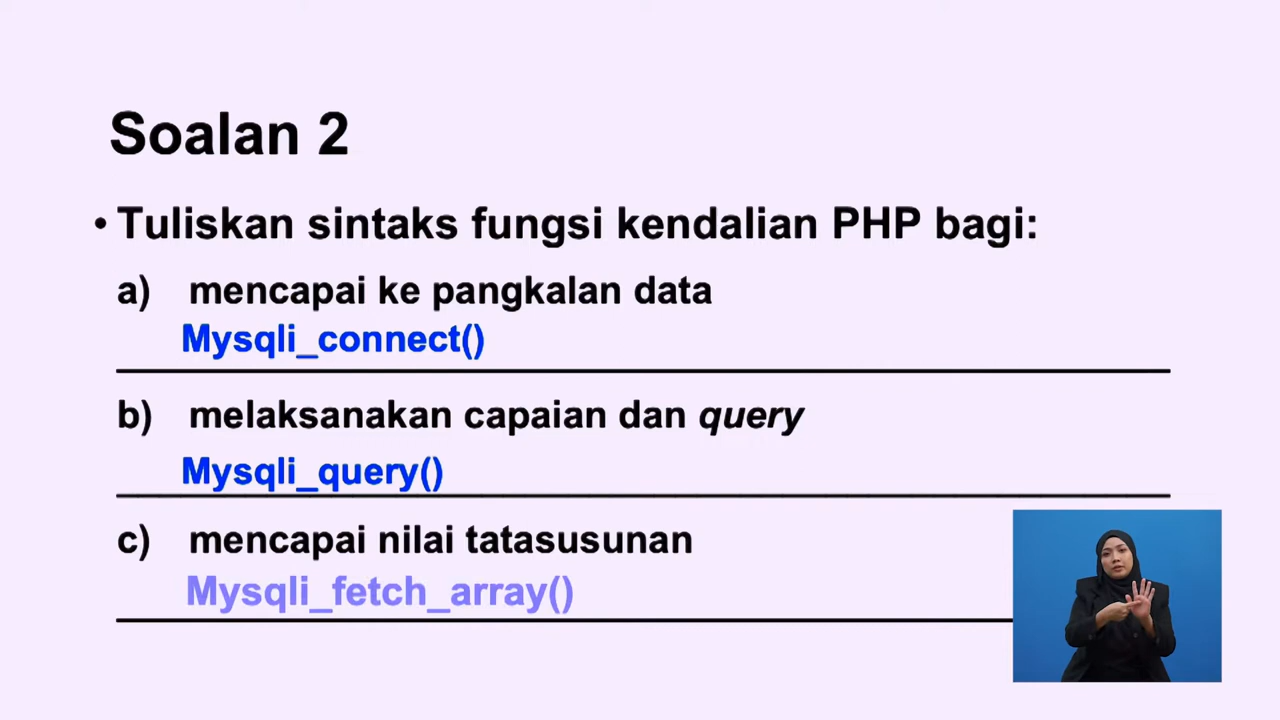 Soalan 2
• Tuliskan sintaks fungsi kendalian PHP bagi:
a) mencapai ke pangkalan data
Mysqli_connect()
b) melaksanakan capaian dan query
Mysqli_query()
c) mencapai nilai tatasusunan
Mysqli_fetch_array()